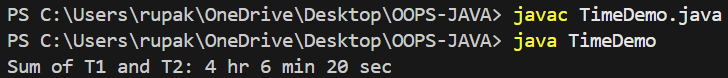 PS C:\Users\rupak\OneDrive\Desktop\OOPS-JAVA> javac TimeDemo.java
PS C:\Users\rupak\OneDrive\Desktop\OOPS-JAVA> java TimeDemo
Sum of T1 and T2: 4 hr 6 min 20 sec